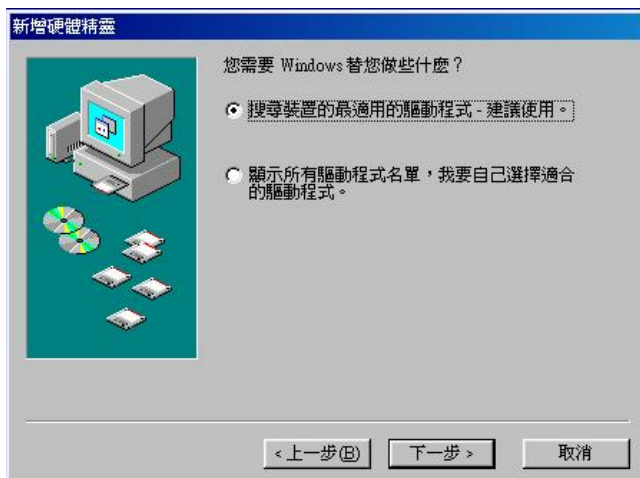 新增硬體精靈
您需要 Windows 替您做些什麼？
搜尋裝置的最適用的驅動程式 - 建議使用。
顯示所有驅動程式名單，我要自己選擇適合
的驅動程式。
<上一步(B)
下一步>
取消